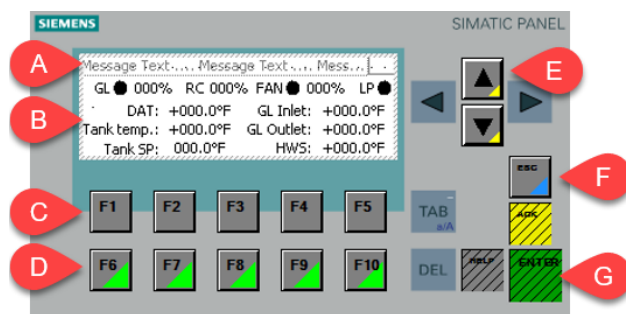 SIEMENS SIMATIC PANEL
A Message Text..... Message Text..... Mess... E
GL 000% RC 000% FAN 000% LP
B DAT: +000.0°F GL Inlet: +000.0°F
Tank temp.: +000.0°F GL Outlet: +000.0°F
Tank SP: 000.0°F HWS: +000.0°F
ESC F
C F1 F2 F3 F4 F5 TAB a/A ACK
D F6 F7 F8 F9 F10 DEL HELP ENTER G